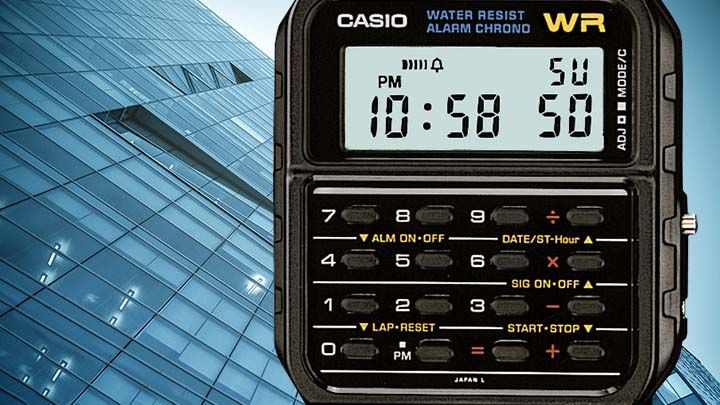 CASIO WATER RESIST WR
ALARM CHRONO
SU
PM
10:58 50
ADJ MODE/C
7 8 9 ÷
▼ ALM ON•OFF DATE/ST-Hour ▲
4 5 6 ×
SIG ON•OFF ▲
1 2 3 −
▼ LAP•RESET START•STOP ▼
0 PM = +
JAPAN L